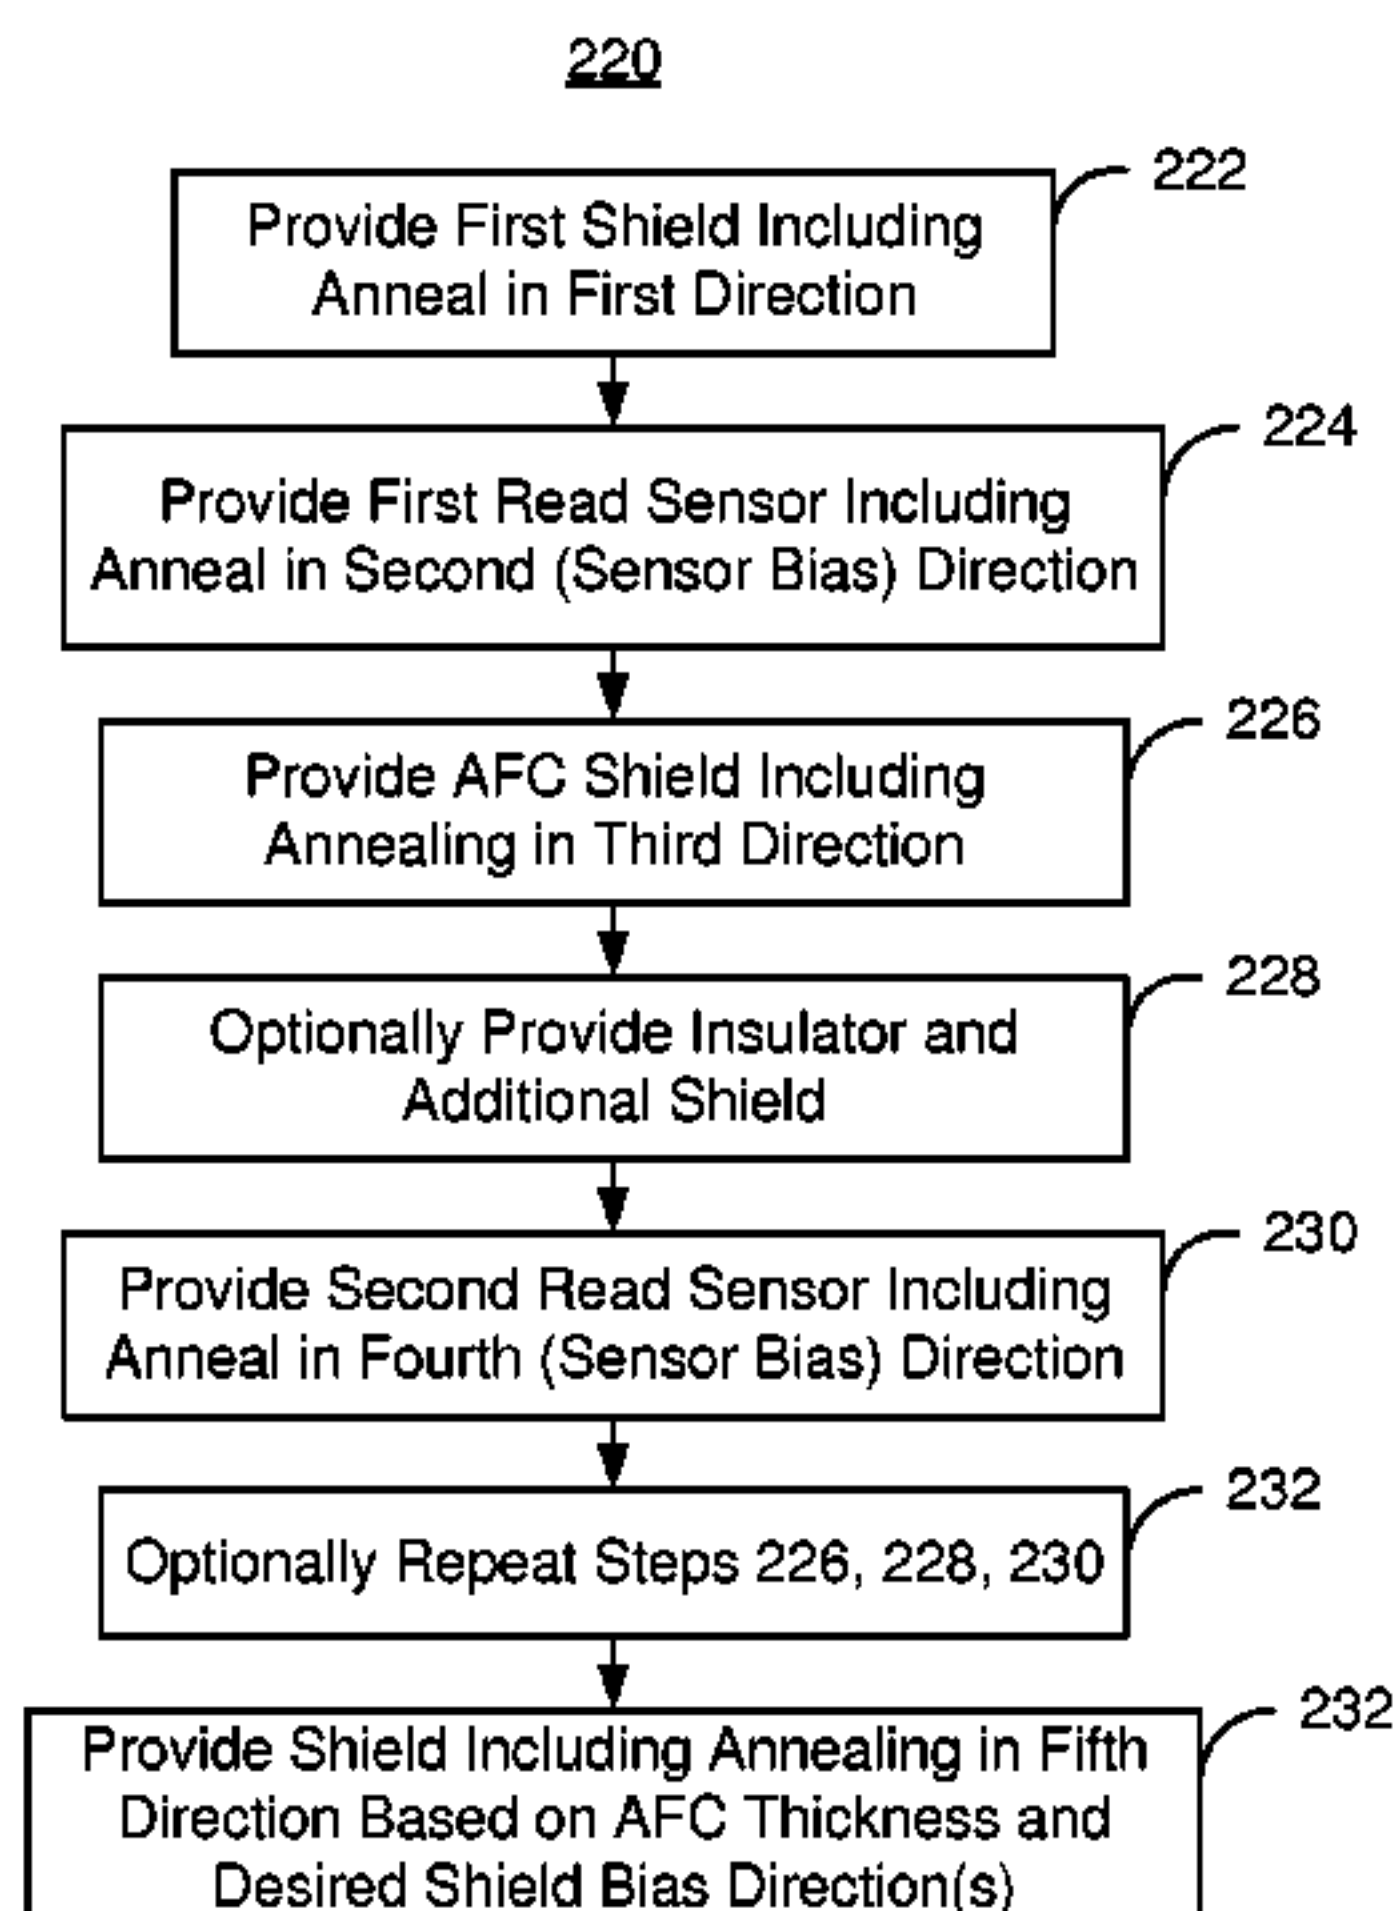 220
222
Provide First Shield Including
Anneal in First Direction
224
Provide First Read Sensor Including
Anneal in Second (Sensor Bias) Direction
226
Provide AFC Shield Including
Annealing in Third Direction
228
Optionally Provide Insulator and
Additional Shield
230
Provide Second Read Sensor Including
Anneal in Fourth (Sensor Bias) Direction
232
Optionally Repeat Steps 226, 228, 230
232
Provide Shield Including Annealing in Fifth
Direction Based on AFC Thickness and
Desired Shield Bias Direction(s)